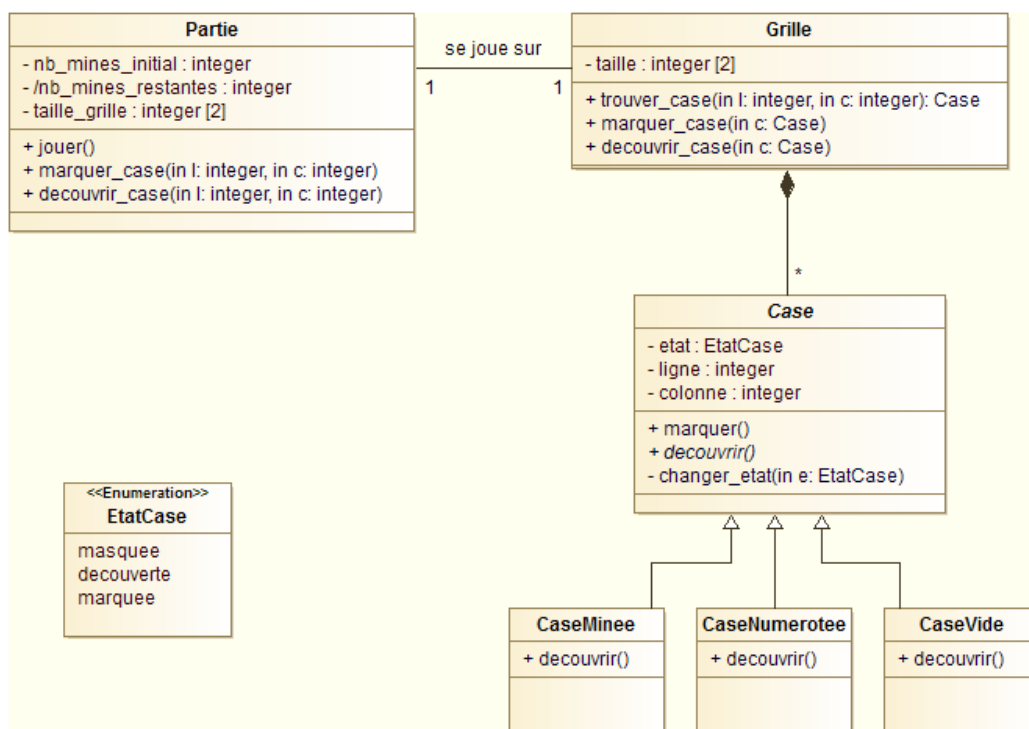 Partie
- nb_mines_initial : integer
- /nb_mines_restantes : integer
- taille_grille : integer [2]
+ jouer()
+ marquer_case(in l: integer, in c: integer)
+ decouvrir_case(in l: integer, in c: integer)
se joue sur
1
1
Grille
- taille : integer [2]
+ trouver_case(in l: integer, in c: integer): Case
+ marquer_case(in c: Case)
+ decouvrir_case(in c: Case)
*
Case
- etat : EtatCase
- ligne : integer
- colonne : integer
+ marquer()
+ decouvrir()
- changer_etat(in e: EtatCase)
<<Enumeration>>
EtatCase
masquee
decouverte
marquee
CaseMinee
+ decouvrir()
CaseNumerotee
+ decouvrir()
CaseVide
+ decouvrir()